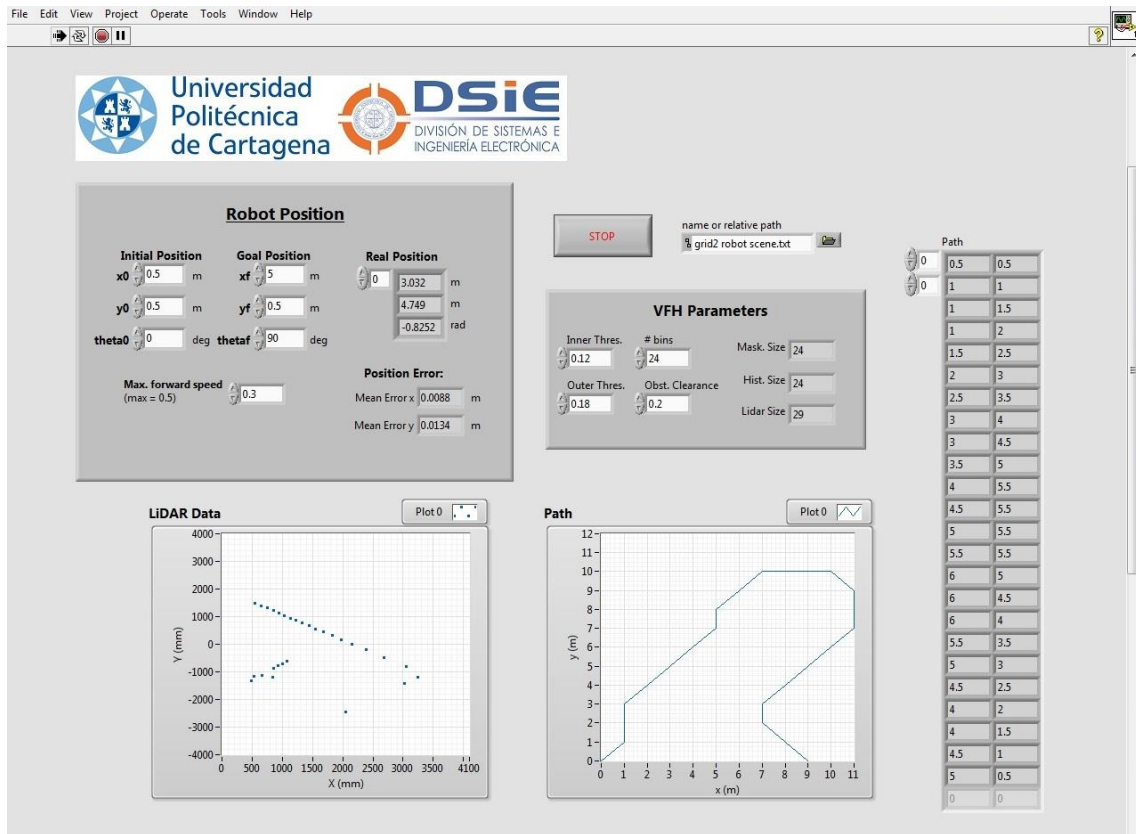 File Edit View Project Operate Tools Window Help
Universidad
Politécnica
de Cartagena
DSiE
DIVISIÓN DE SISTEMAS E
INGENIERÍA ELECTRÓNICA
Robot Position
Initial Position Goal Position Real Position
x0 0.5 m xf 5 m 0 3.032 m
y0 0.5 m yf 0.5 m 4.749 m
theta0 0 deg thetaf 90 deg -0.8252 rad
Max. forward speed 0.3
(max = 0.5)
Position Error:
Mean Error x 0.0088 m
Mean Error y 0.0134 m
STOP
name or relative path
grid2 robot scene.txt
VFH Parameters
Inner Thres. # bins
0.12 24
Mask. Size 24
Outer Thres. Obst. Clearance
0.18 0.2
Hist. Size 24
Lidar Size 29
Path
0 0.5 0.5
0 1 1
1 1.5
1 2
1.5 2.5
2 3
2.5 3.5
3 4
3 4.5
3.5 5
4 5.5
4.5 5.5
5 5.5
5.5 5.5
6 5
6 4.5
6 4
5.5 3.5
5 3
4.5 2.5
4 2
4 1.5
4.5 1
5 0.5
0 0
LiDAR Data Plot 0
4000
3000
2000
1000
0
-1000
-2000
-3000
-4000
Y (mm)
0 500 1000 1500 2000 2500 3000 3500 4100
X (mm)
Path Plot 0
12
11
10
9
8
7
6
5
4
3
2
1
0
y (m)
0 1 2 3 4 5 6 7 8 9 10 11
x (m)